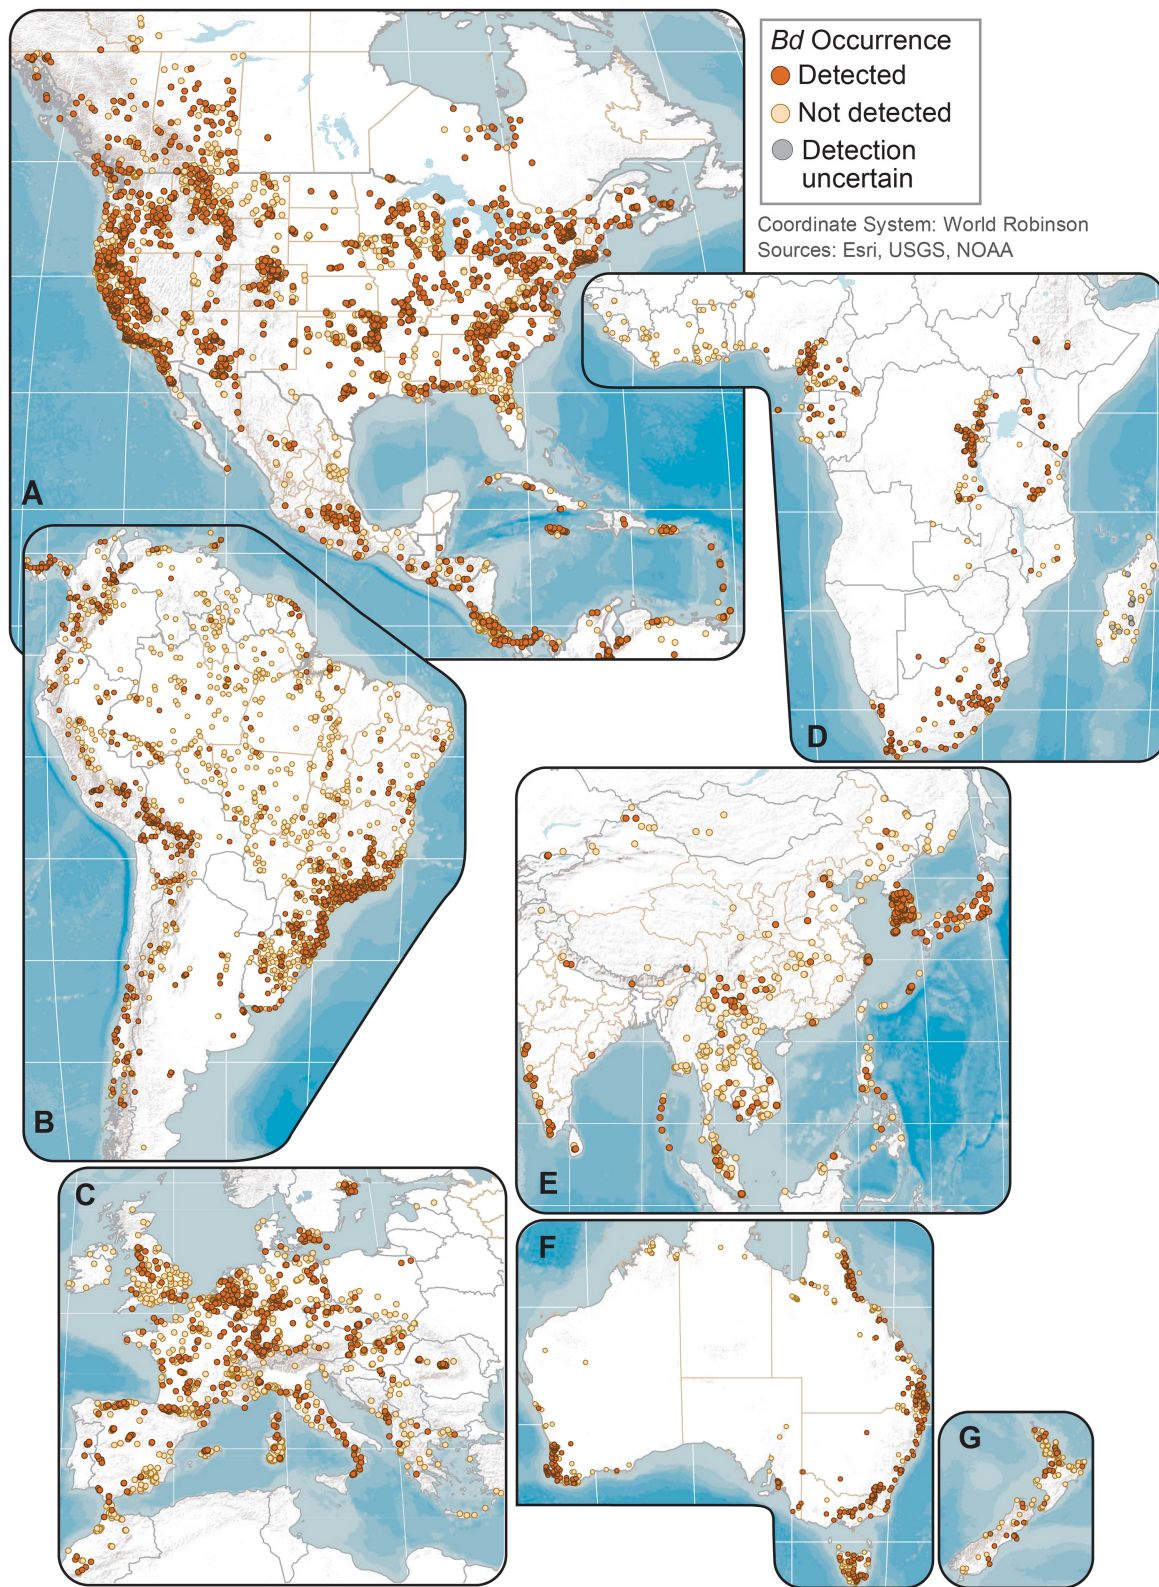 Bd Occurrence
Detected
Not detected
Detection
uncertain
Coordinate System: World Robinson
Sources: Esri, USGS, NOAA
A
B
C
D
E
F
G